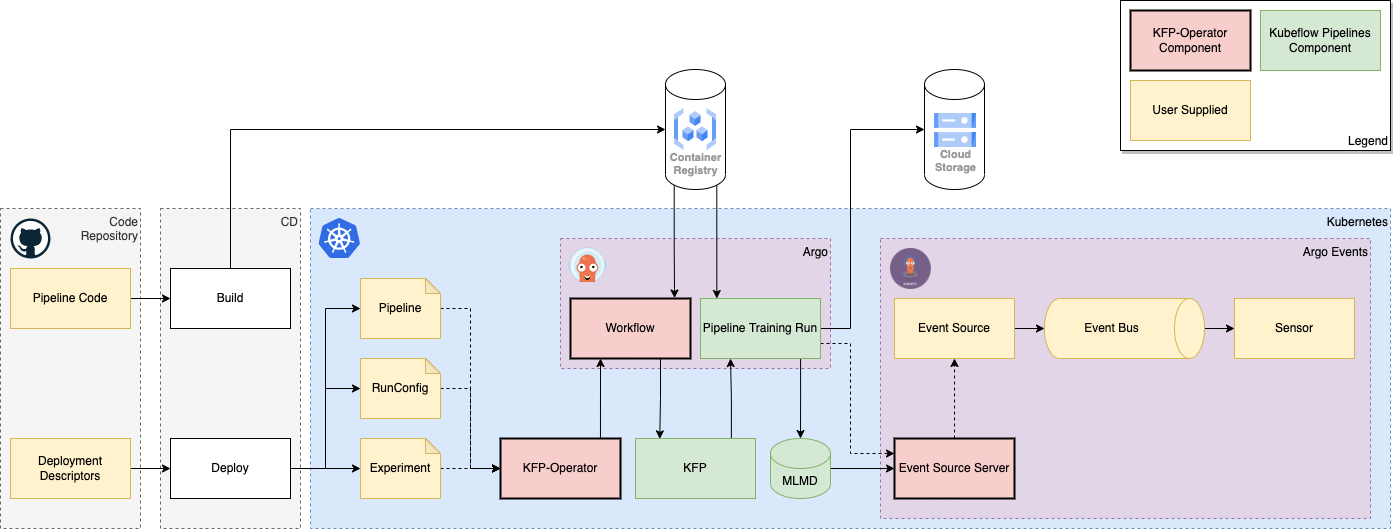 KFP-Operator
Component
Kubeflow Pipelines
Component
User Supplied
Legend
Container
Registry
Cloud
Storage
Code
Repository
CD
Kubernetes
Argo
Argo Events
EVENTS
Pipeline Code
Build
Pipeline
Workflow
Pipeline Training Run
Event Source
Event Bus
Sensor
RunConfig
Deployment
Descriptors
Deploy
Experiment
KFP-Operator
KFP
MLMD
Event Source Server